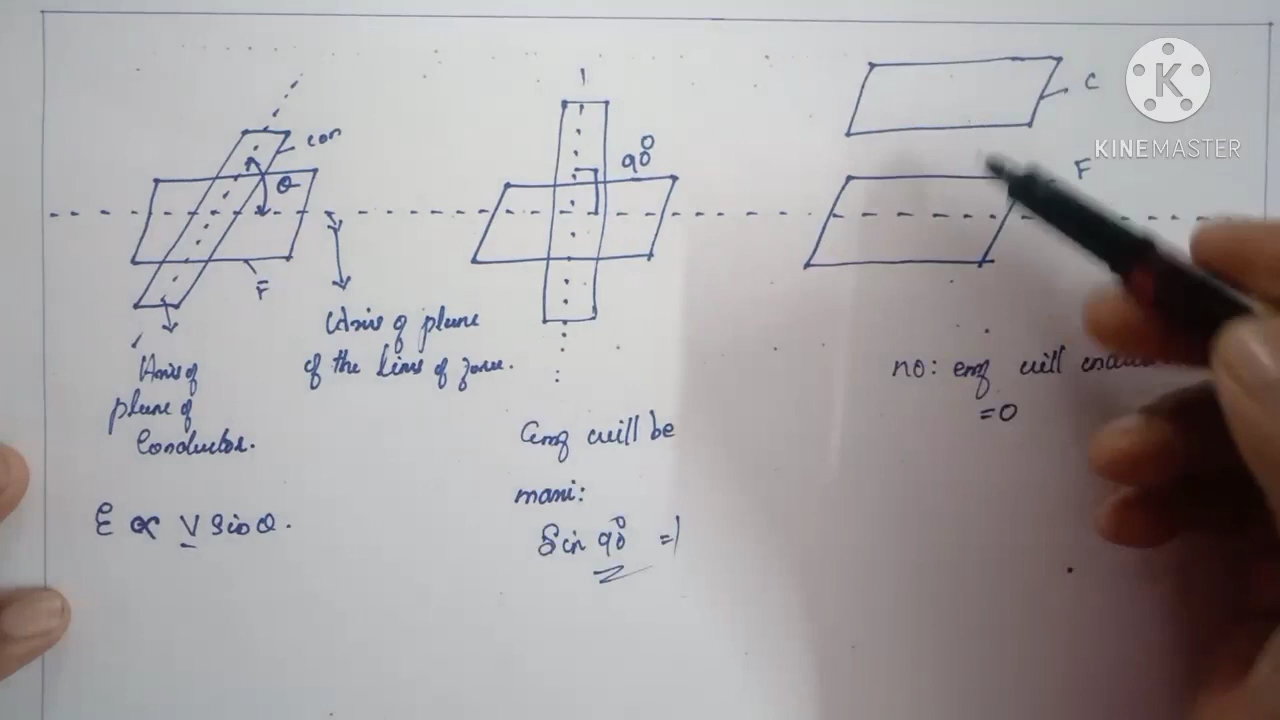 con
θ
F
Axis of
plane of
Conductor.
Axis of plane
of the lines of force.
E ∝ V Sin θ.
90°
emf will be
maxi:
Sin 90° = 1
C
F
no: emf will
= 0
K
KINEMASTER